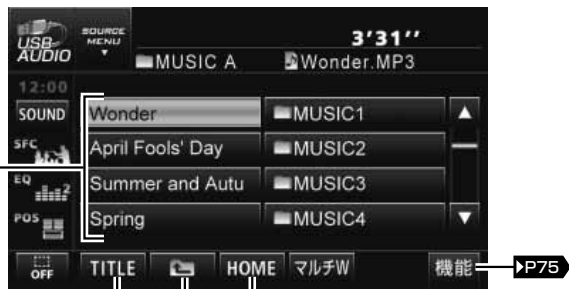 USB AUDIO
SOURCE MENU
3'31''
MUSIC A
Wonder.MP3
12:00
SOUND
Wonder
MUSIC1
SFC
April Fools' Day
MUSIC2
EQ
2
Summer and Autu
MUSIC3
POS
Spring
MUSIC4
OFF
TITLE
HOME
マルチW
機能
P75